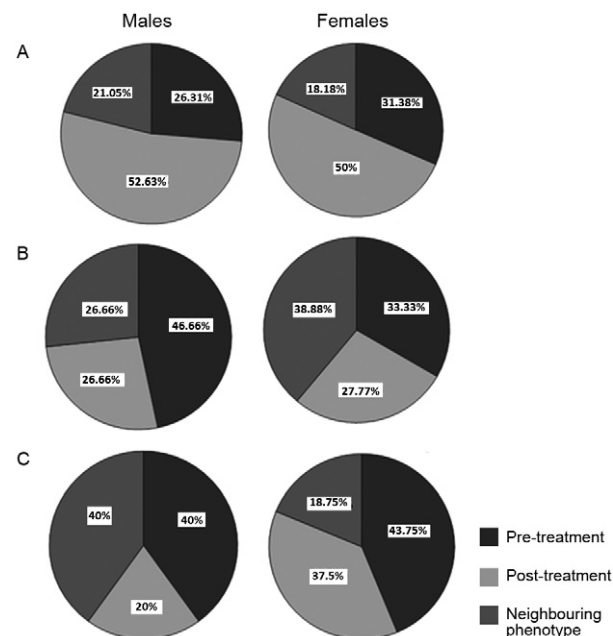 Males Females
A
21.05% 26.31% 18.18% 31.38%
52.63% 50%
B
26.66% 46.66% 38.88% 33.33%
26.66% 27.77%
C
40% 40% 18.75% 43.75%
20% 37.5%
Pre-treatment
Post-treatment
Neighbouring
phenotype